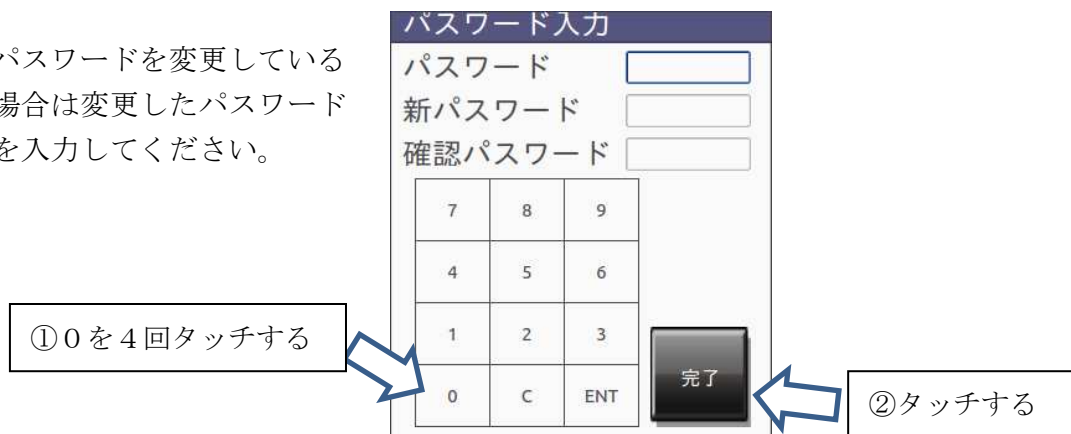 パスワードを変更している
場合は変更したパスワード
を入力してください。
パスワード入力
パスワード
新パスワード
確認パスワード
7 8 9
4 5 6
1 2 3
0 C ENT
完了
①０を４回タッチする
②タッチする